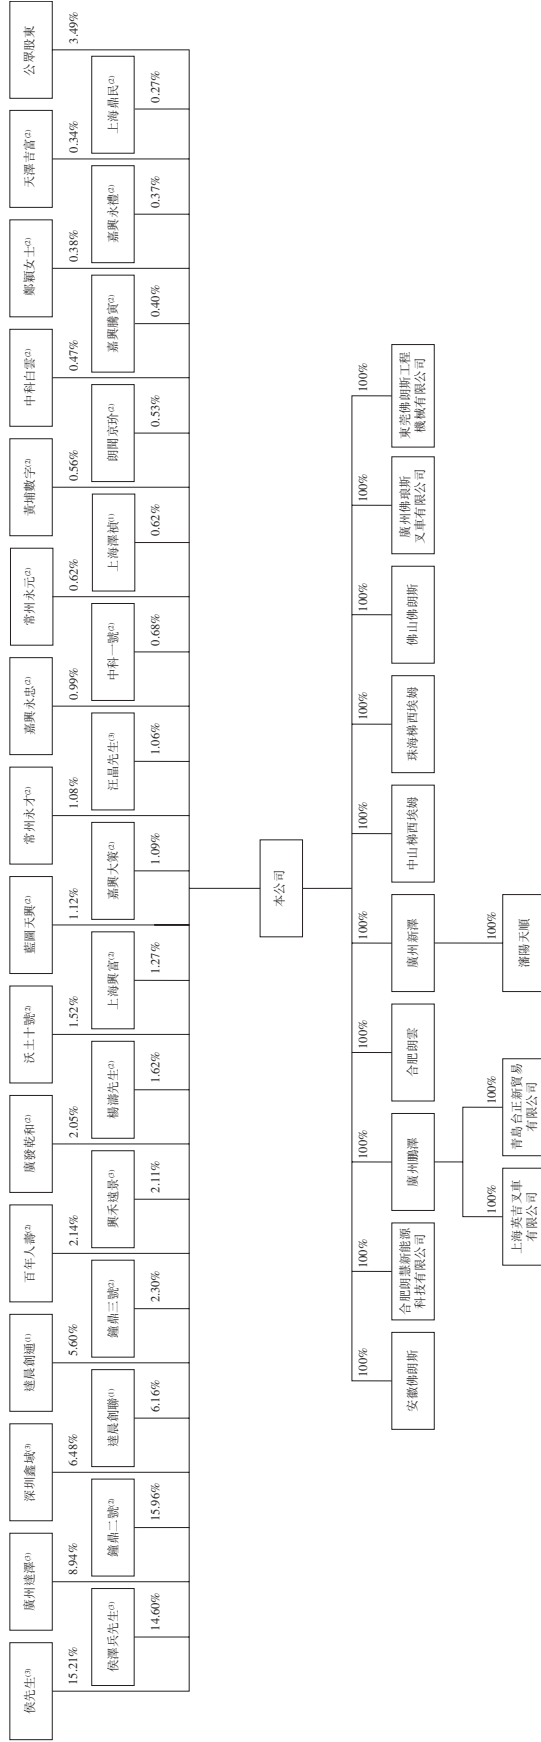 侯先生(3)
廣州達澤(3)
深圳鑫域(3)
達晨創通(1)
百年人壽(2)
廣發乾和(2)
沃土十號(2)
藍圖天興(2)
常州永才(2)
嘉興永忠(2)
常州永元(2)
黃埔數字(2)
中科白雲(2)
鄭穎女士(2)
天澤吉富(2)
公眾股東
15.21%
8.94%
6.48%
5.60%
2.14%
2.05%
1.52%
1.12%
1.08%
0.99%
0.62%
0.56%
0.47%
0.38%
0.34%
3.49%
侯澤兵先生(3)
鐘鼎二號(2)
達晨創聯(1)
鐘鼎三號(2)
興禾遠景(3)
楊濤先生(2)
上海興富(2)
嘉興大策(2)
汪晶先生(3)
中科一號(2)
上海澤禎(1)
朗閏京玠(2)
嘉興騰寅(2)
嘉興永禮(2)
上海鼎民(2)
14.60%
15.96%
6.16%
2.30%
2.11%
1.62%
1.27%
1.09%
1.06%
0.68%
0.62%
0.53%
0.40%
0.37%
0.27%
本公司
100%
100%
100%
100%
100%
100%
100%
100%
100%
100%
安徽佛朗斯
合肥朗慧新能源
科技有限公司
廣州鵬澤
合肥朗雲
廣州新澤
中山梯西埃姆
珠海梯西埃姆
佛山佛朗斯
廣州佛琅斯
叉車有限公司
東莞佛朗斯工程
機械有限公司
100%
100%
100%
上海英吉叉車
有限公司
青島台正新貿易
有限公司
瀋陽天順